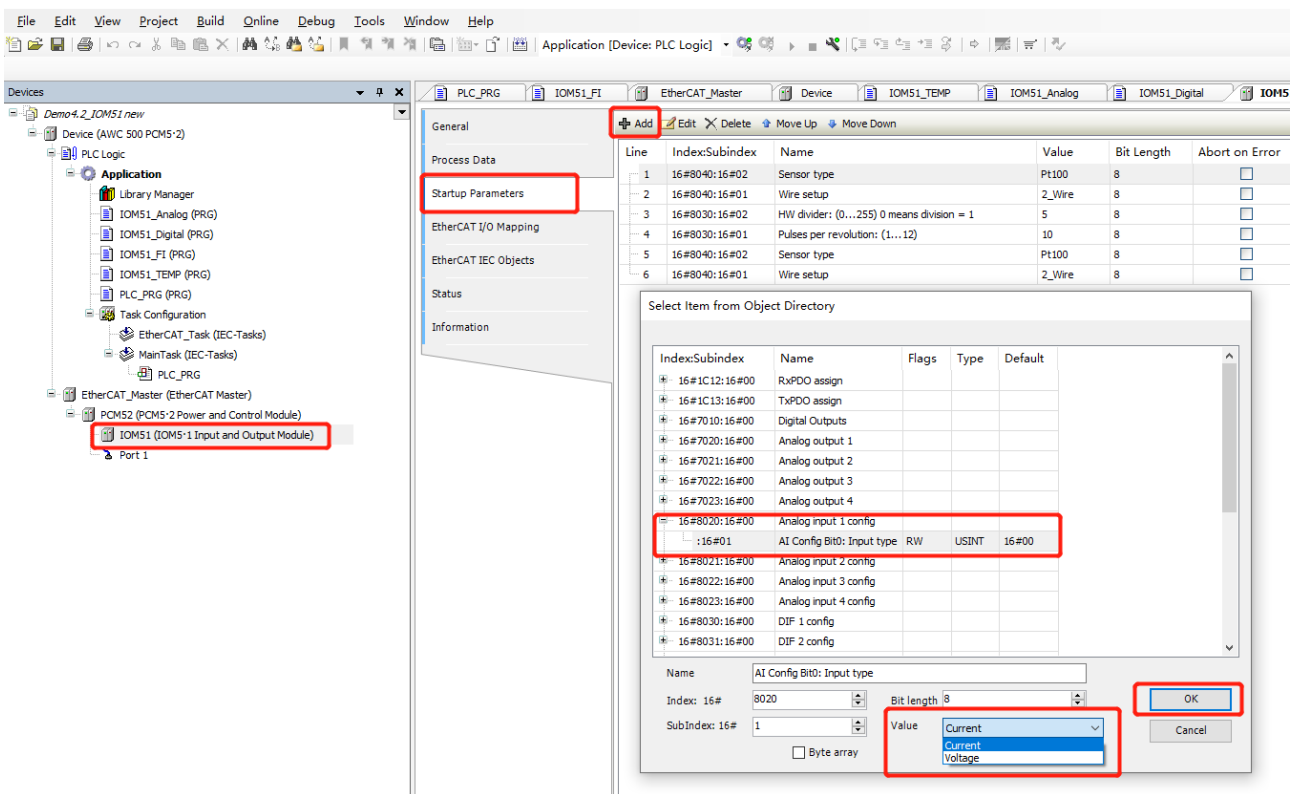 File Edit View Project Build Online Debug Tools Window Help
Application [Device: PLC Logic]
Devices
Demo4.2_IOM51new
Device (AWC 500 PCM5·2)
PLC Logic
Application
Library Manager
IOM51_Analog (PRG)
IOM51_Digital (PRG)
IOM51_FI (PRG)
IOM51_TEMP (PRG)
PLC_PRG (PRG)
Task Configuration
EtherCAT_Task (IEC-Tasks)
MainTask (IEC-Tasks)
PLC_PRG
EtherCAT_Master (EtherCAT Master)
PCM52 (PCM5·2 Power and Control Module)
IOM51 (IOM5·1 Input and Output Module)
Port 1
PLC_PRG IOM51_FI EtherCAT_Master Device IOM51_TEMP IOM51_Analog IOM51_Digital IOM5
General
Process Data
Startup Parameters
EtherCAT I/O Mapping
EtherCAT IEC Objects
Status
Information
Add Edit Delete Move Up Move Down
Line Index:Subindex Name Value Bit Length Abort on Error
1 16#8040:16#02 Sensor type Pt100 8
2 16#8040:16#01 Wire setup 2_Wire 8
3 16#8030:16#02 HW divider: (0...255) 0 means division = 1 5 8
4 16#8030:16#01 Pulses per revolution: (1...12) 10 8
5 16#8040:16#02 Sensor type Pt100 8
6 16#8040:16#01 Wire setup 2_Wire 8
Select Item from Object Directory
Index:Subindex Name Flags Type Default
16#1C12:16#00 RxPDO assign
16#1C13:16#00 TxPDO assign
16#7010:16#00 Digital Outputs
16#7020:16#00 Analog output 1
16#7021:16#00 Analog output 2
16#7022:16#00 Analog output 3
16#7023:16#00 Analog output 4
16#8020:16#00 Analog input 1 config
:16#01 AI Config Bit0: Input type RW USINT 16#00
16#8021:16#00 Analog input 2 config
16#8022:16#00 Analog input 3 config
16#8023:16#00 Analog input 4 config
16#8030:16#00 DIF 1 config
16#8031:16#00 DIF 2 config
Name AI Config Bit0: Input type
Index: 16# 8020 Bit length 8 OK
SubIndex: 16# 1 Value Current Cancel
Current
Byte array Voltage